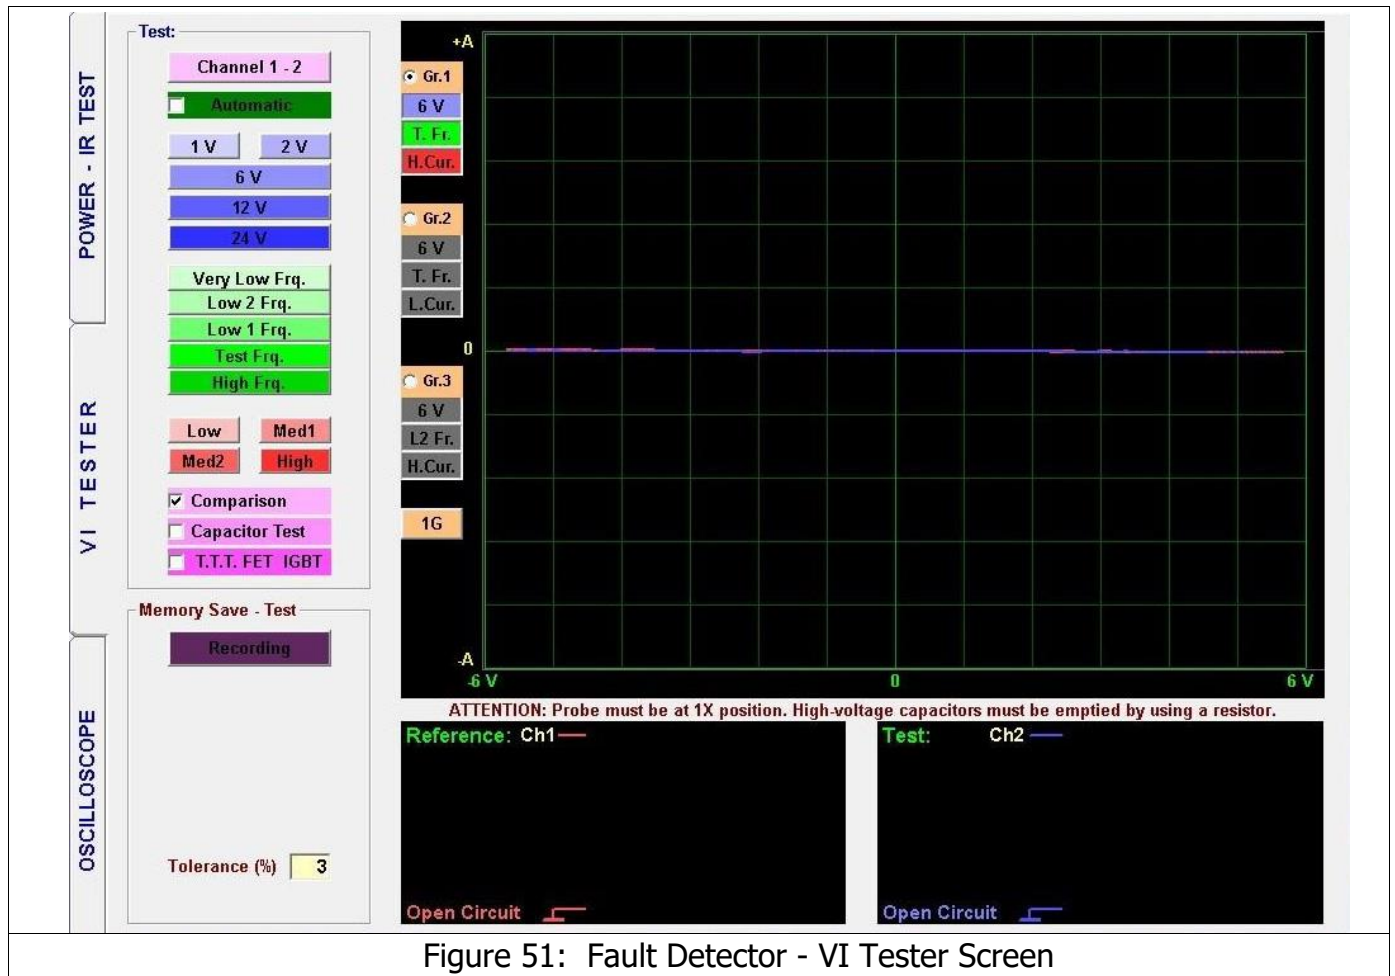 POWER - IR TEST
VI TESTER
OSCILLOSCOPE
Test:
Channel 1 - 2
Automatic
1 V
2 V
6 V
12 V
24 V
Very Low Frq.
Low 2 Frq.
Low 1 Frq.
Test Frq.
High Frq.
Low
Med1
Med2
High
Comparison
Capacitor Test
T.T.T. FET IGBT
Memory Save - Test
Recording
Tolerance (%)
3
+A
Gr.1
6 V
T. Fr.
H.Cur.
Gr.2
6 V
T. Fr.
L.Cur.
0
Gr.3
6 V
L2 Fr.
H.Cur.
1G
-A
-6 V
0
6 V
ATTENTION: Probe must be at 1X position. High-voltage capacitors must be emptied by using a resistor.
Reference: Ch1
Open Circuit
Test: Ch2
Open Circuit
Figure 51: Fault Detector - VI Tester Screen